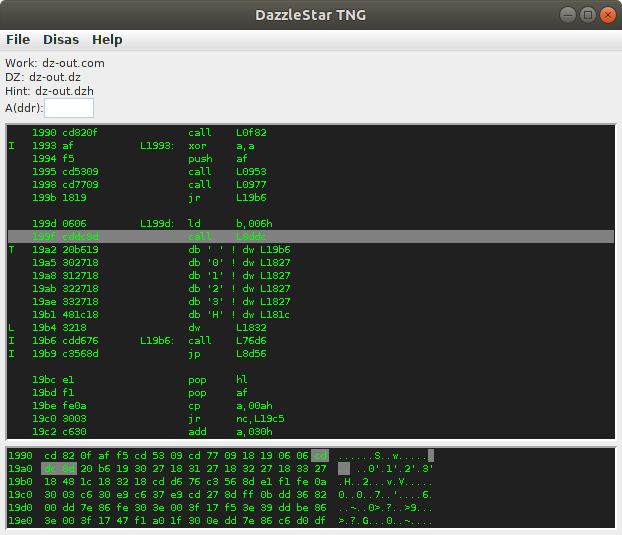 DazzleStar TNG
File Disas Help
Work: dz-out.com
DZ: dz-out.dz
Hint: dz-out.dzh
A(ddr):
1990 cd820f call L0f82
I 1993 af L1993: xor a,a
1994 f5 push af
1995 cd5309 call L0953
1998 cd7709 call L0977
199b 1819 jr L19b6
199d 0606 L199d: ld b,006h
199f cddc0d call L0ddc
T 19a2 20b619 db ' ' ! dw L19b6
19a5 302718 db '0' ! dw L1827
19a8 312718 db '1' ! dw L1827
19ab 322718 db '2' ! dw L1827
19ae 332718 db '3' ! dw L1827
19b1 481c18 db 'H' ! dw L181c
L 19b4 3218 dw L1832
I 19b6 cdd676 L19b6: call L76d6
I 19b9 c3568d jp L8d56
19bc e1 pop hl
19bd f1 pop af
19be fe0a cp a,00ah
19c0 3003 jr nc,L19c5
19c2 c630 add a,030h
1990 cd 82 0f af f5 cd 53 09 cd 77 09 18 19 06 06 cd ......S..w......
19a0 dc 0d 20 b6 19 30 27 18 31 27 18 32 27 18 33 27 .. ..0'.1'.2'.3'
19b0 18 48 1c 18 32 18 cd d6 76 c3 56 8d e1 f1 fe 0a .H..2...v.V.....
19c0 30 03 c6 30 e9 c6 37 e9 cd 27 8d ff 0b dd 36 82 0..0..7..'....6.
19d0 00 dd 7e 86 fe 30 3e 00 3f 17 f5 3e 39 dd be 86 ..~..0>.?..>9...
19e0 3e 00 3f 17 47 f1 a0 1f 30 0e dd 7e 86 c6 d0 df >.?.G...0..~....